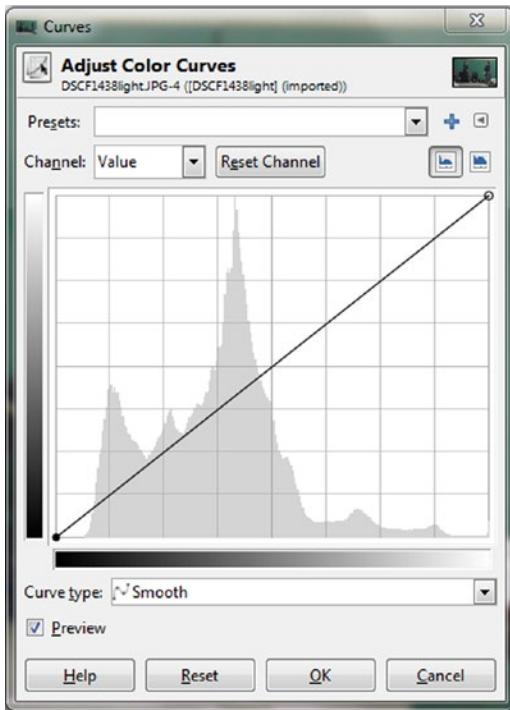 Curves
Adjust Color Curves
DSCF1438light.JPG-4 ([DSCF1438light] (imported))
Presets:
Channel: Value Reset Channel
Curve type: Smooth
Preview
Help Reset OK Cancel